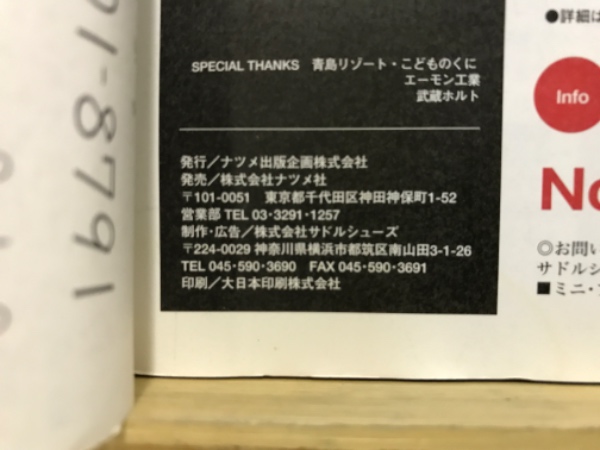 01-8791
SPECIAL THANKS 青島リゾート・こどものくに
エーモン工業
武蔵ホルト
発行／ナツメ出版企画株式会社
発売／株式会社ナツメ社
〒101-0051 東京都千代田区神田神保町1-52
営業部 TEL 03･3291･1257
制作・広告／株式会社サドルシューズ
〒224-0029 神奈川県横浜市都筑区南山田3-1-26
TEL 045･590･3690 FAX 045･590･3691
印刷／大日本印刷株式会社
●詳細は
Info
No
◎お問い
サドルシ
■ミニ・